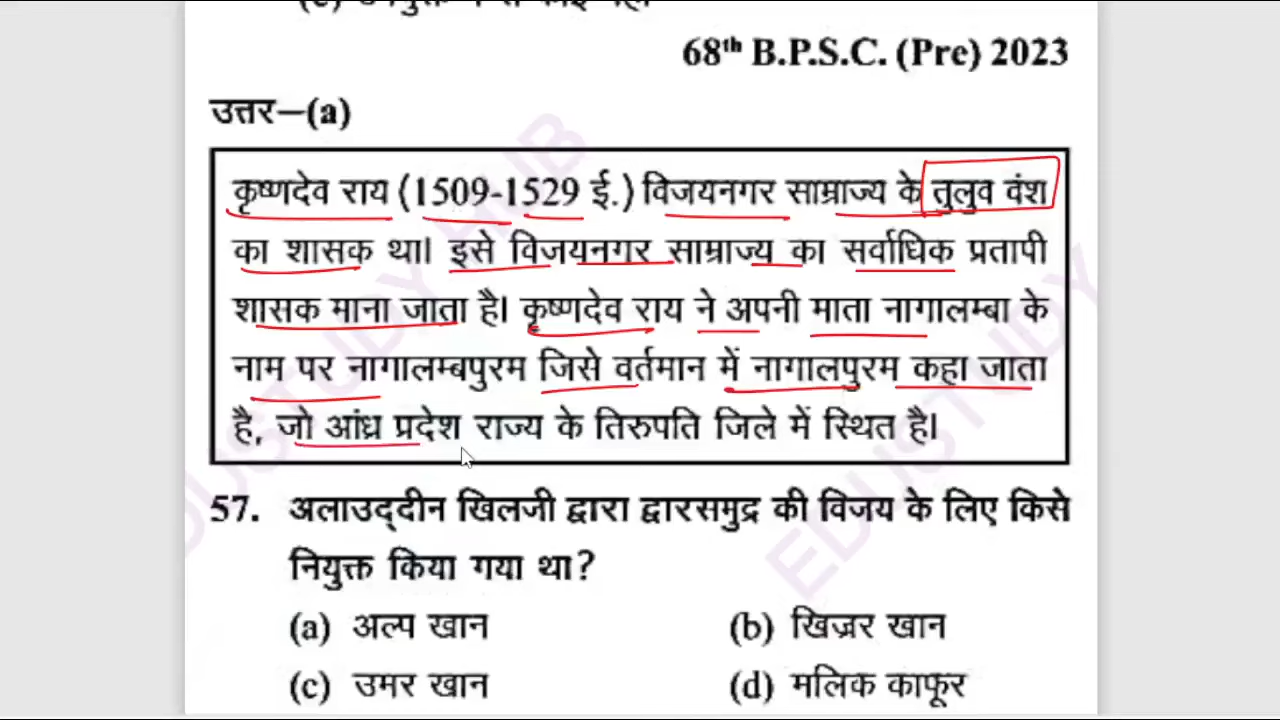 68th B.P.S.C. (Pre) 2023
उत्तर–(a)
कृष्णदेव राय (1509-1529 ई.) विजयनगर साम्राज्य के तुलुव वंश
का शासक था। इसे विजयनगर साम्राज्य का सर्वाधिक प्रतापी
शासक माना जाता है। कृष्णदेव राय ने अपनी माता नागालम्बा के
नाम पर नागालम्बपुरम जिसे वर्तमान में नागालपुरम कहा जाता
है, जो आंध्र प्रदेश राज्य के तिरुपति जिले में स्थित है।
57. अलाउद्दीन खिलजी द्वारा द्वारसमुद्र की विजय के लिए किसे
नियुक्त किया गया था?
(a) अल्प खान (b) खिज़र खान
(c) उमर खान (d) मलिक काफूर